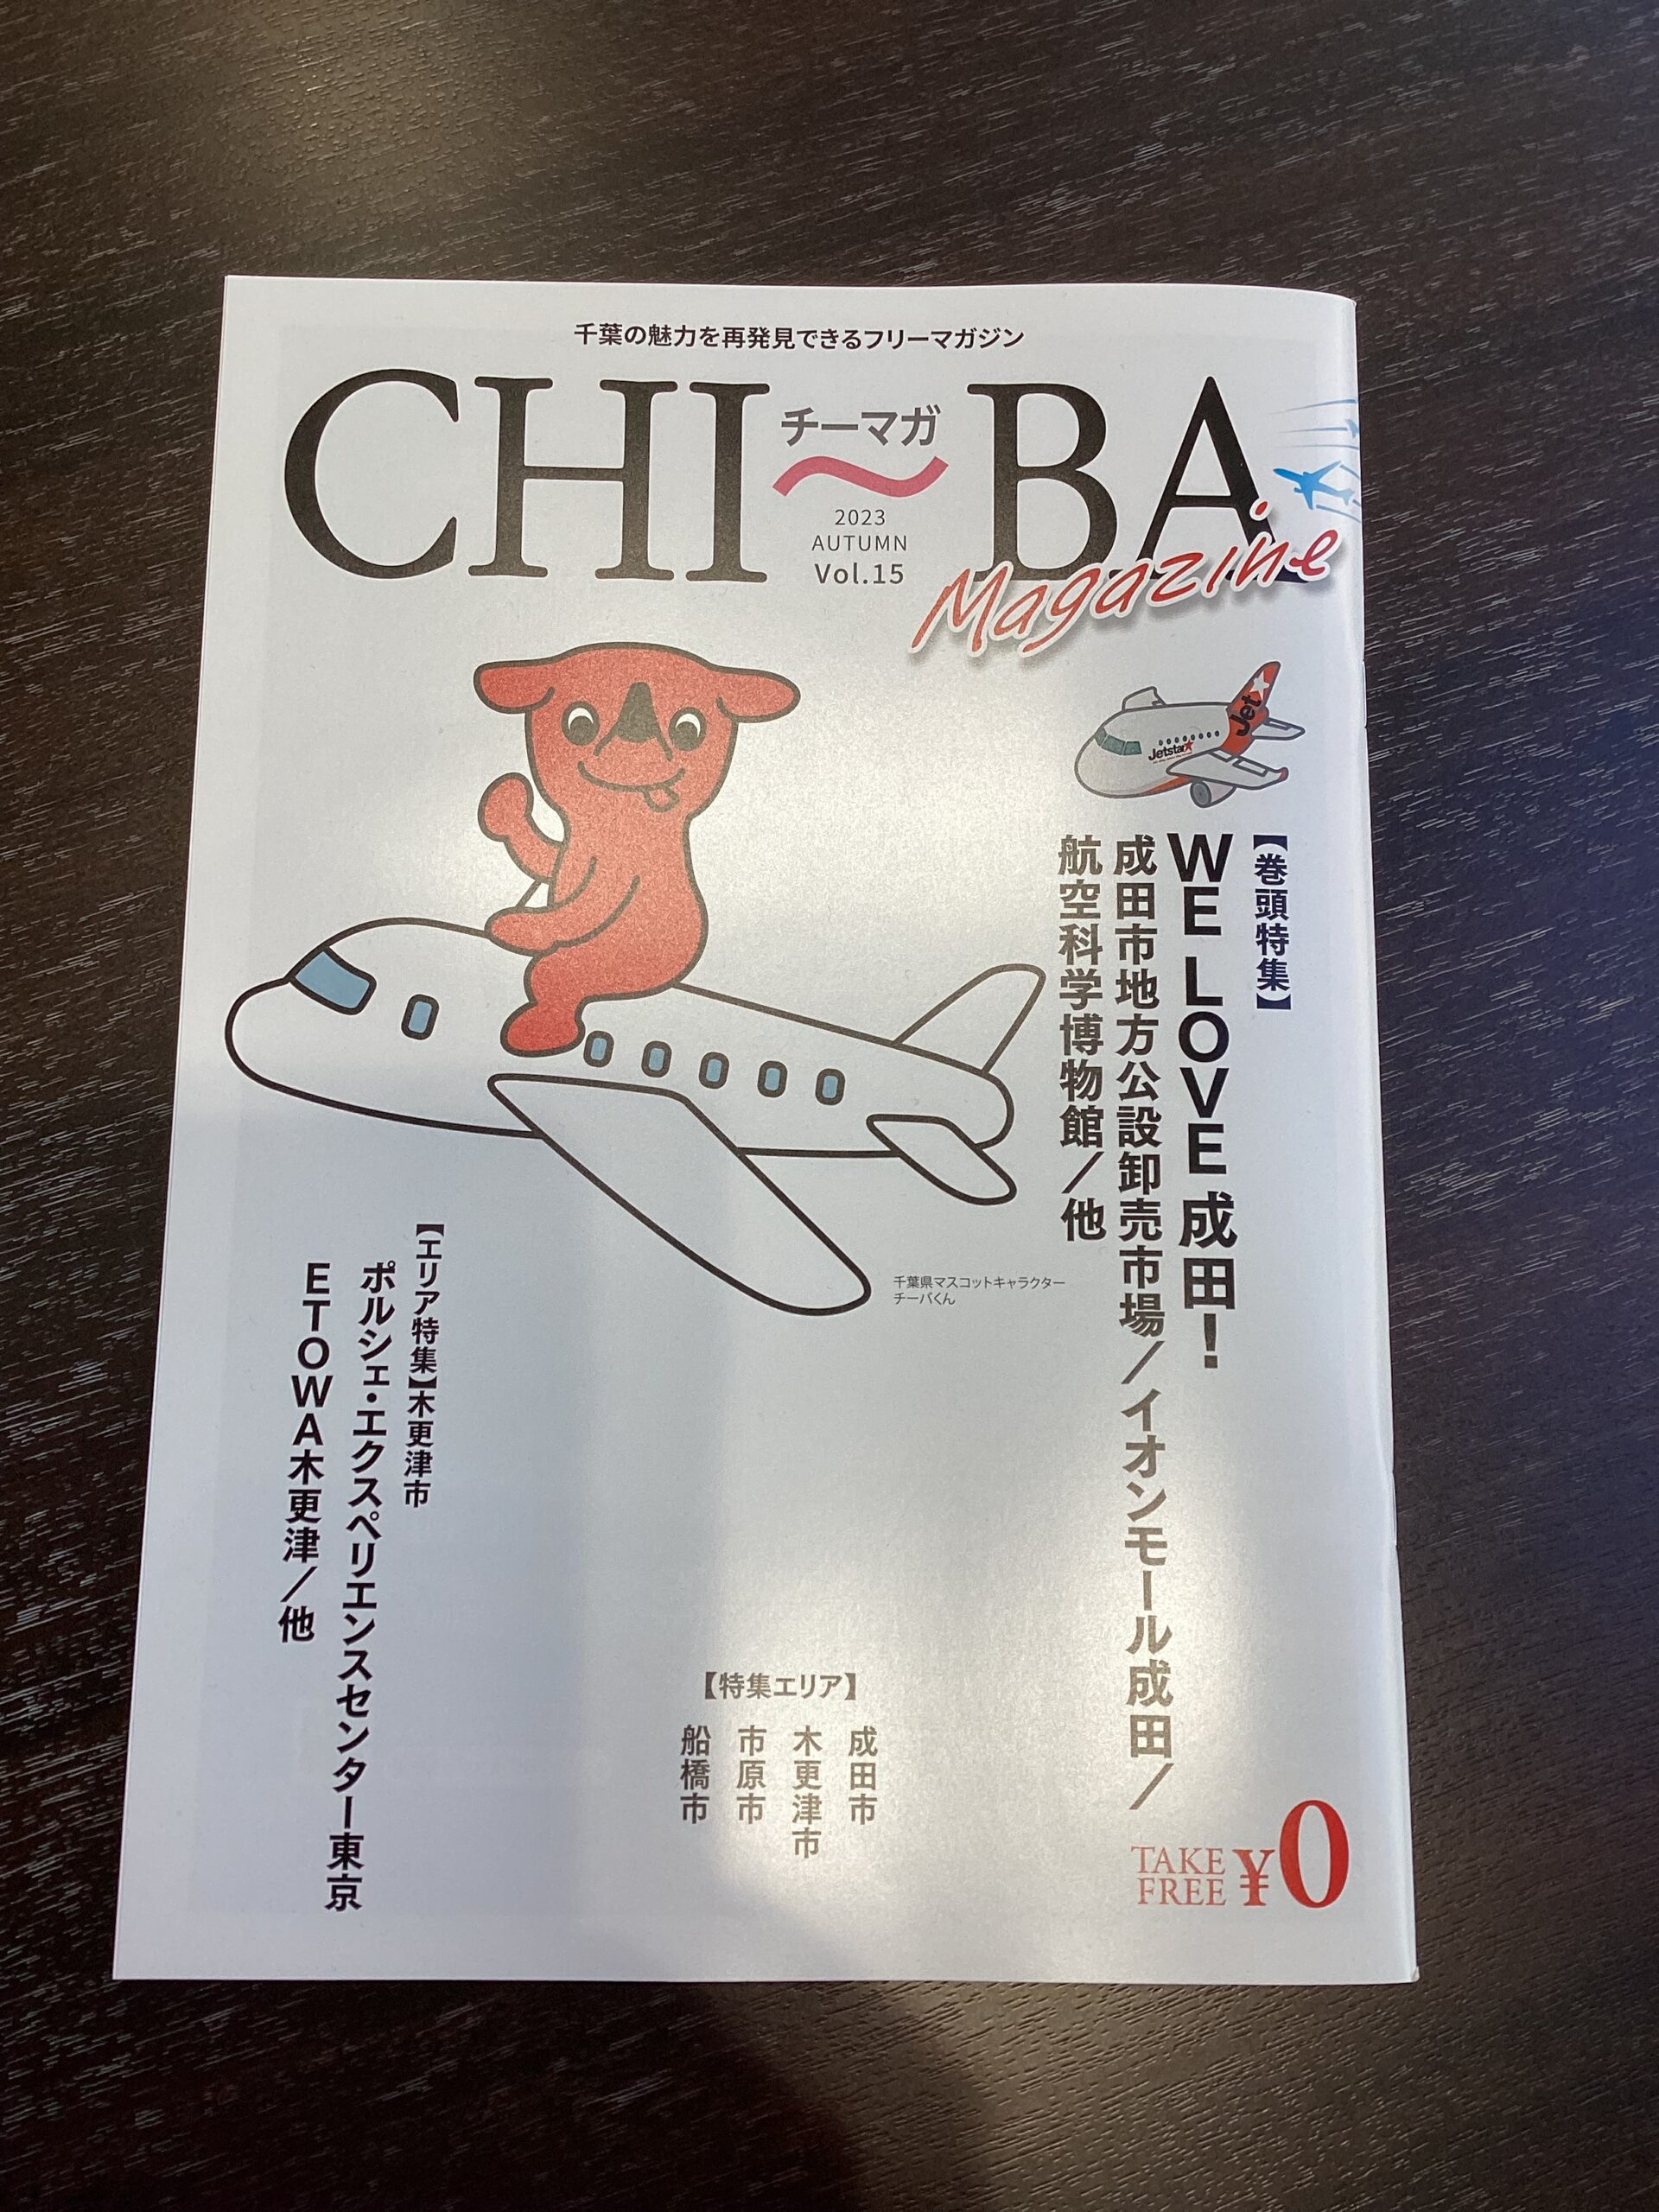 千葉の魅力を再発見できるフリーマガジン
CHI〜BA
チーマガ
2023
AUTUMN
Vol.15
Magazine
Jet
Jetstar
【巻頭特集】
WE LOVE 成田!
成田市地方公設卸売市場/イオンモール成田/
航空科学博物館/他
千葉県マスコットキャラクター
チーバくん
【エリア特集】木更津市
ポルシェ・エクスペリエンスセンター東京
ETOWA木更津/他
【特集エリア】
成田市
木更津市
市原市
船橋市
TAKE
FREE
¥0